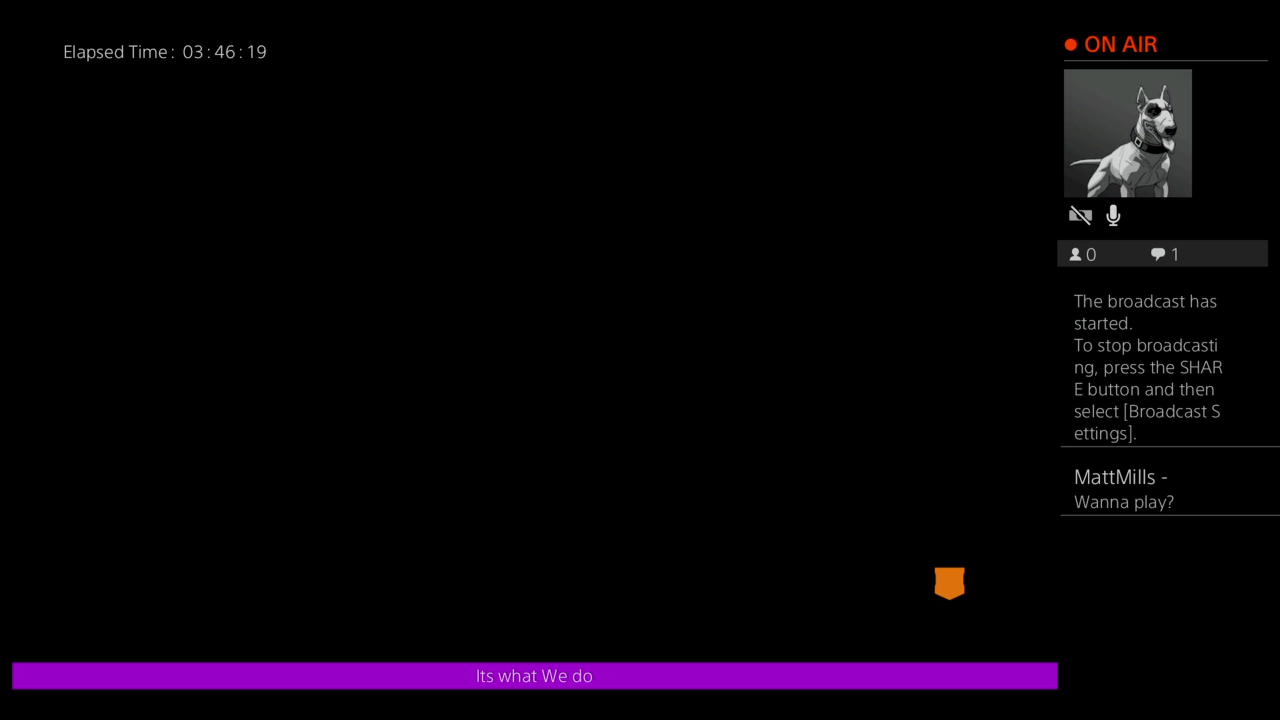 Elapsed Time: 03:46:19
ON AIR
0 1
The broadcast has
started.
To stop broadcasti
ng, press the SHAR
E button and then
select [Broadcast S
ettings].
MattMills -
Wanna play?
Its what We do